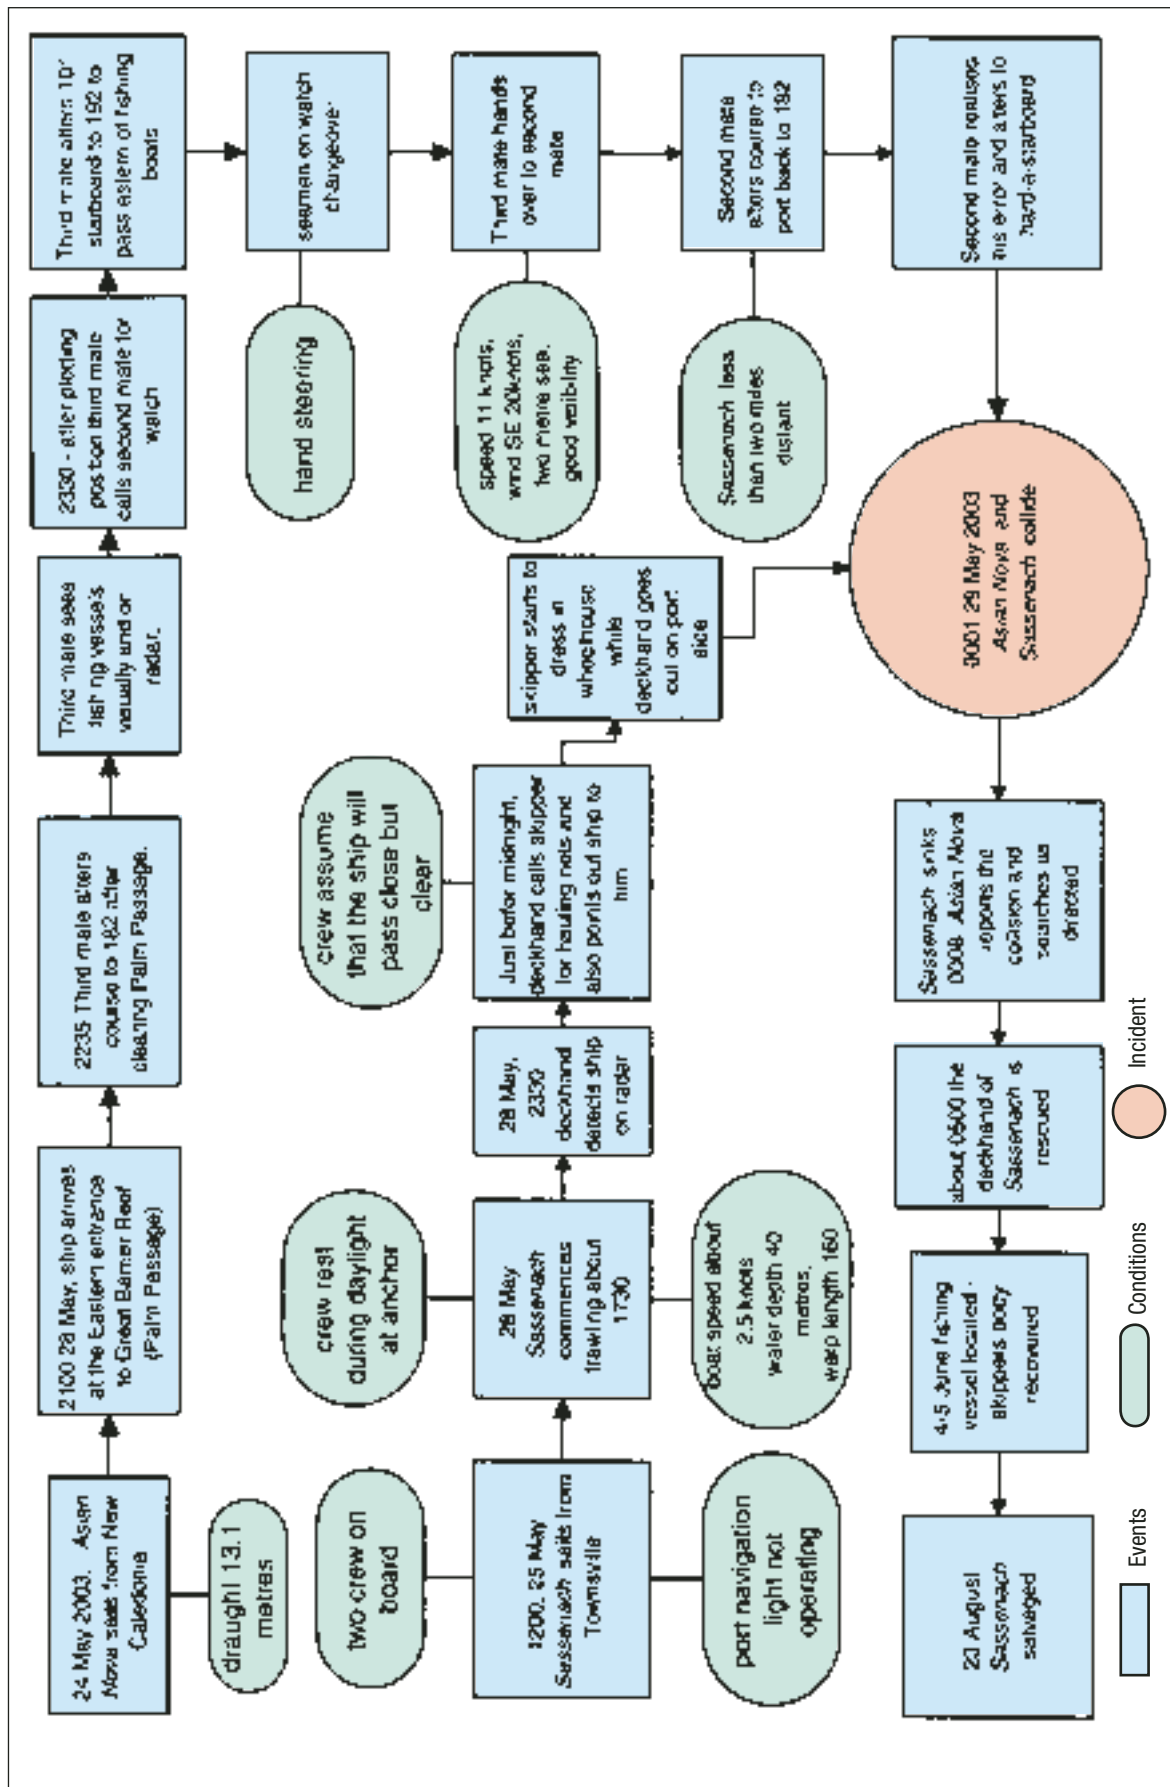 24 May 2003. Asian
Nova sails from New
Caledonia
draught 13.1
metres
2100 28 May, ship arrives
at the Eastern entrance
to Great Barrier Reef
(Palm Passage)
2235 Third mate alters
course to 182 after
clearing Palm Passage.
Third mate sees
fishing vessels
visually and on
radar.
2330 - after plotting
position third mate
calls second mate for
watch
Third mate alters 10°
starboard to 192 to
pass astern of fishing
boats
seamen on watch
changeover
hand steering
Third mate hands
over to second
mate
speed 11 knots,
wind SE 20knots,
two metre sea.
good visibility
Second mate
alters course to
port back to 182
Sassenach less
than two miles
distant
Second mate realises
his error and alters to
hard-a-starboard
two crew on
board
1200, 25 May
Sassenach sails from
Townsville
port navigation
light not
operating
crew rest
during daylight
at anchor
28 May
Sassenach
commences
trawling about
1730
boat speed about
2.5 knots
water depth 40
metres.
warp length 160
28 May,
2330
deckhand
detects ship
on radar
crew assume
that the ship will
pass close but
clear
Just befor midnight,
deckhand calls skipper
for hauling nets and
also points out ship to
him
skipper starts to
dress in
wheelhouse
while
deckhand goes
out on port
side
0001 29 May 2003
Asian Nova and
Sassenach collide
Sassenach sinks
0008 Asian Nova
reports the
collision and
searches as
directed
about 0500 the
deckhand of
Sassenach is
rescued
4-5 June fishing
vessel located -
skippers body
recovered
August
Sassenach
salvaged
Events
Conditions
Incident